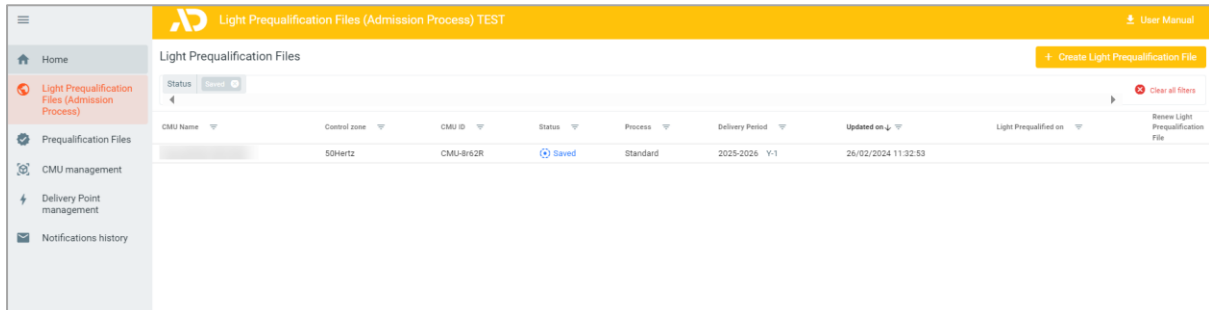 Light Prequalification Files (Admission Process) TEST
User Manual
Home
Light Prequalification
Files (Admission
Process)
Prequalification Files
CMU management
Delivery Point
management
Notifications history
Light Prequalification Files
+ Create Light Prequalification File
Status Saved
Clear all filters
CMU Name Control zone CMU ID Status Process Delivery Period Updated on Light Prequalified on Renew Light
Prequalification
File
50Hertz CMU-8r62R Saved Standard 2025-2026 Y-1 26/02/2024 11:32:53